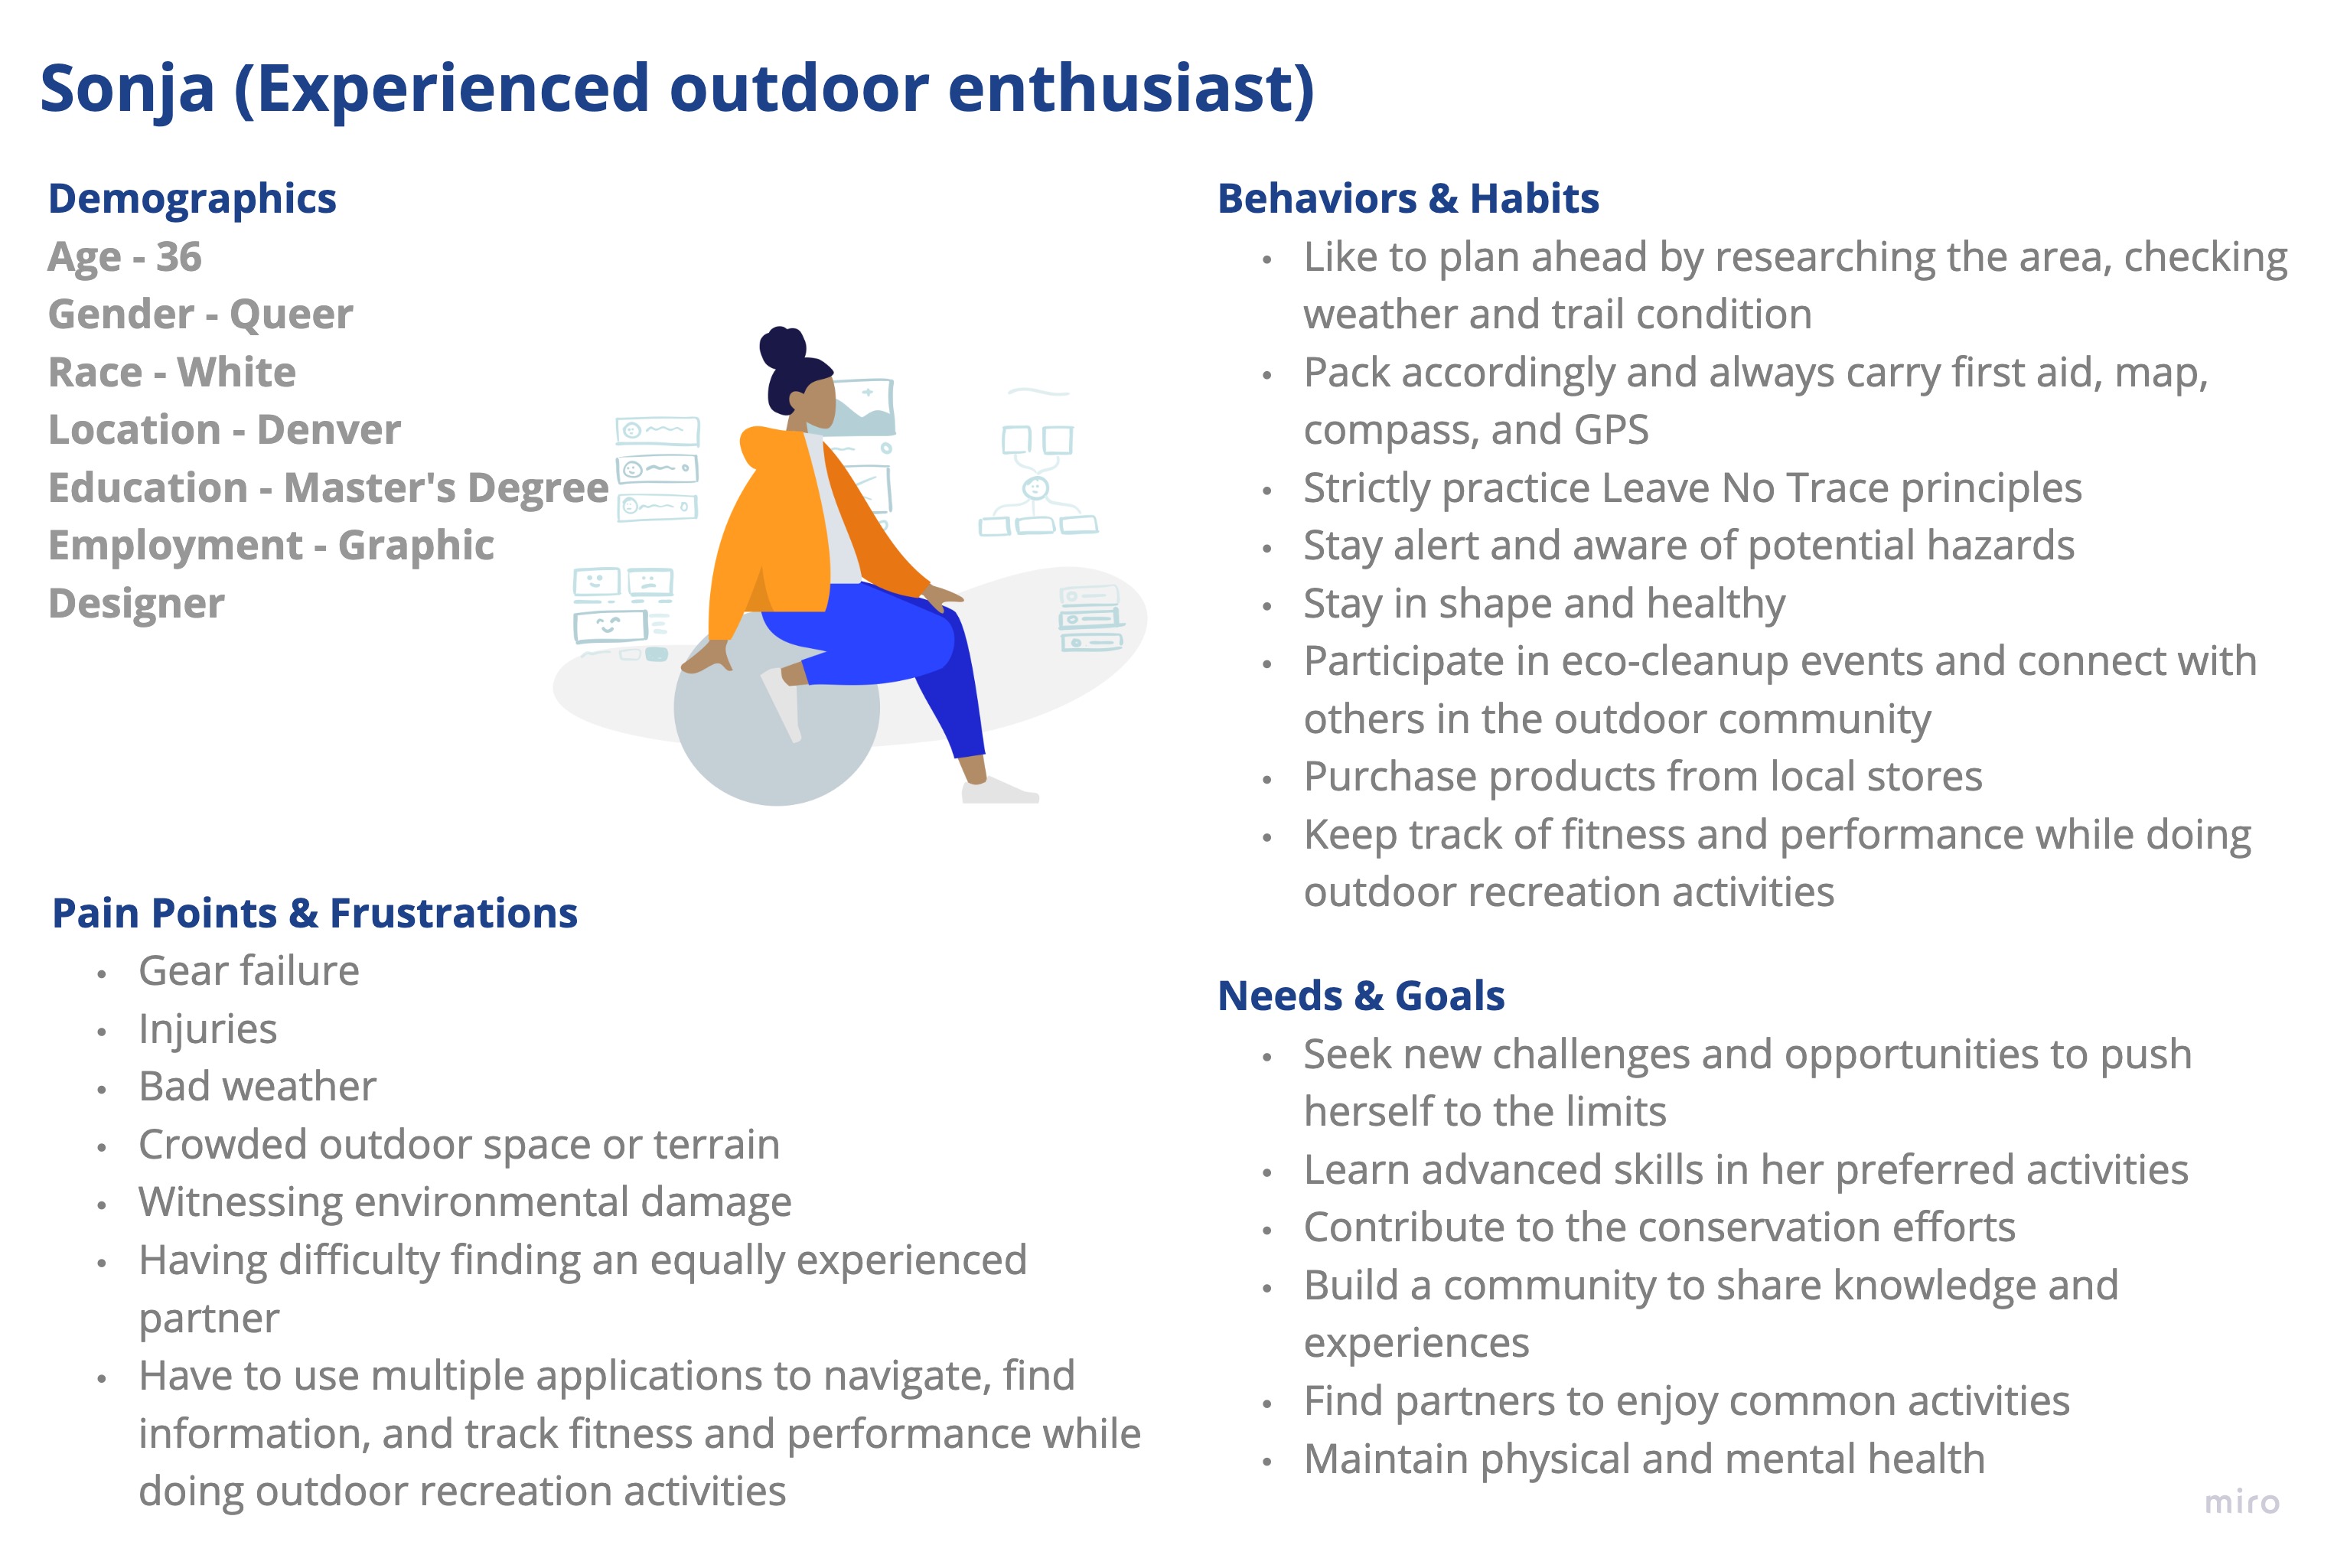 Sonja (Experienced outdoor enthusiast)
Demographics
Age - 36
Gender - Queer
Race - White
Location - Denver
Education - Master's Degree
Employment - Graphic
Designer
Pain Points & Frustrations
• Gear failure
• Injuries
• Bad weather
• Crowded outdoor space or terrain
• Witnessing environmental damage
• Having difficulty finding an equally experienced
partner
• Have to use multiple applications to navigate, find
information, and track fitness and performance while
doing outdoor recreation activities
Behaviors & Habits
• Like to plan ahead by researching the area, checking
weather and trail condition
• Pack accordingly and always carry first aid, map,
compass, and GPS
• Strictly practice Leave No Trace principles
• Stay alert and aware of potential hazards
• Stay in shape and healthy
• Participate in eco-cleanup events and connect with
others in the outdoor community
• Purchase products from local stores
• Keep track of fitness and performance while doing
outdoor recreation activities
Needs & Goals
• Seek new challenges and opportunities to push
herself to the limits
• Learn advanced skills in her preferred activities
• Contribute to the conservation efforts
• Build a community to share knowledge and
experiences
• Find partners to enjoy common activities
• Maintain physical and mental health
miro